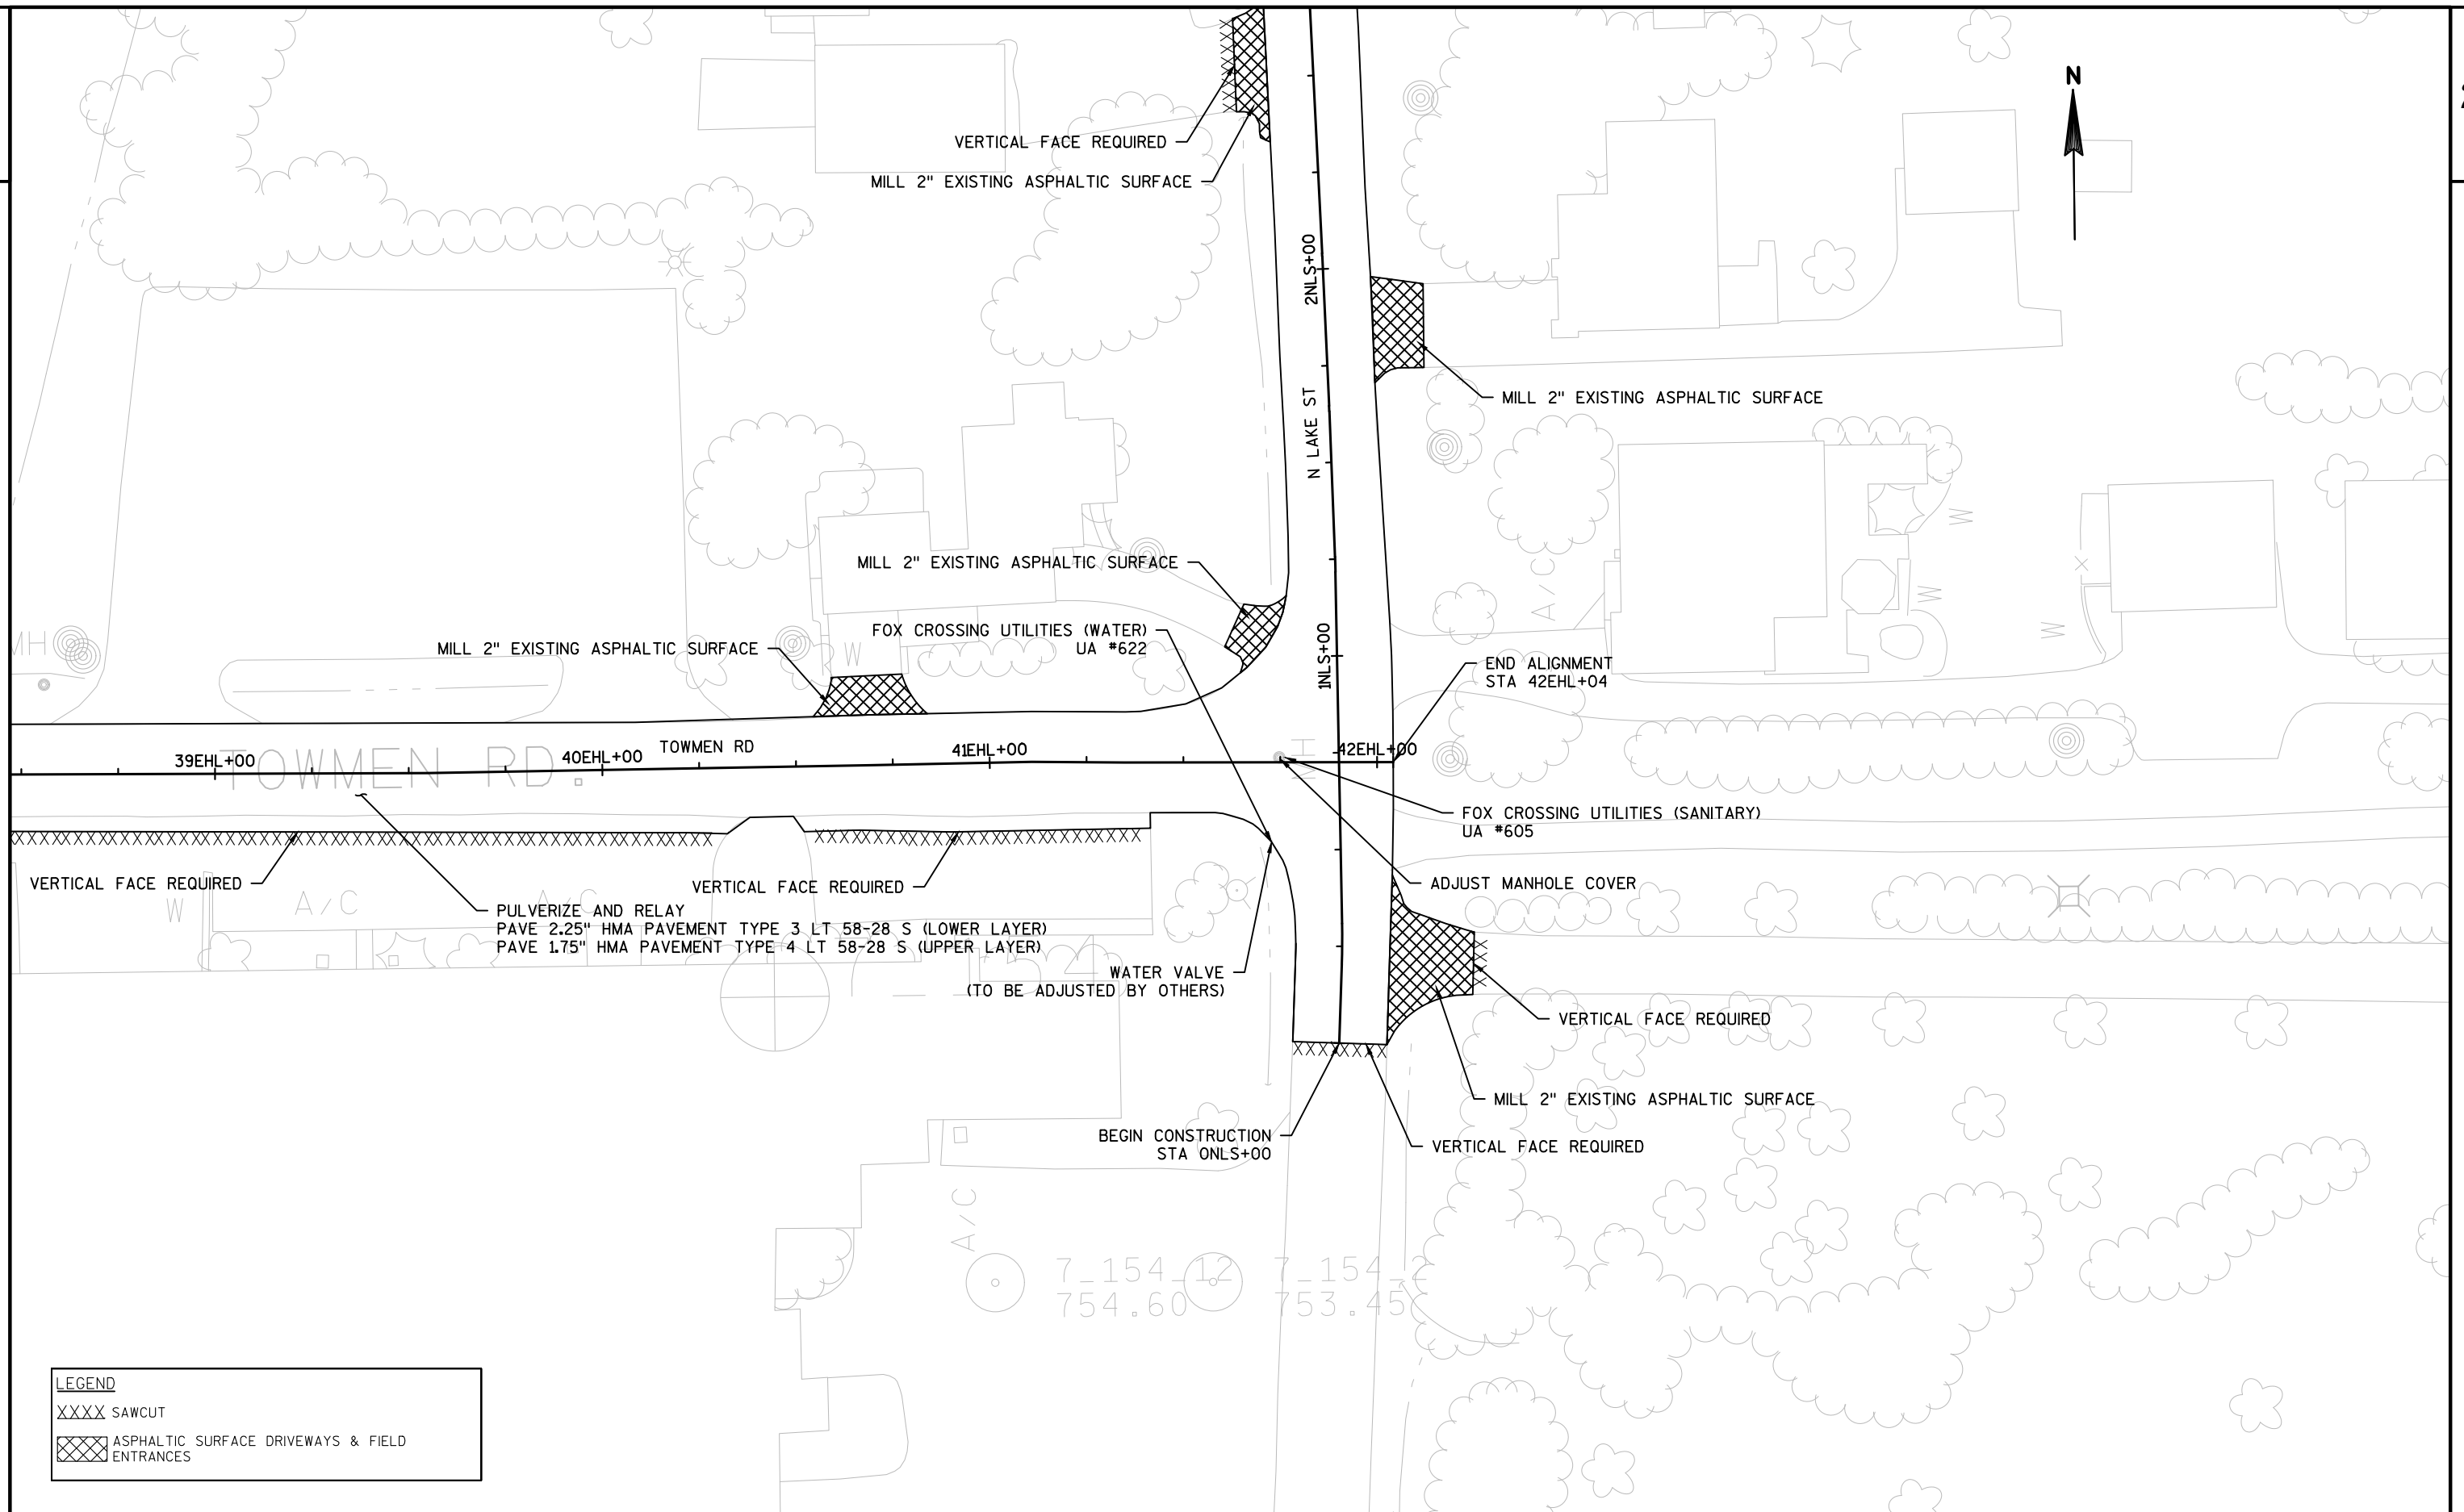 N
VERTICAL FACE REQUIRED
MILL 2" EXISTING ASPHALTIC SURFACE
2NLS+00
N LAKE ST
MILL 2" EXISTING ASPHALTIC SURFACE
MILL 2" EXISTING ASPHALTIC SURFACE
W
A/C
X
W
W
FOX CROSSING UTILITIES (WATER)
UA #622
MH
MILL 2" EXISTING ASPHALTIC SURFACE
W
1NLS+00
END ALIGNMENT
STA 42EHL+04
39EHL+00
TOWMEN RD.
40EHL+00
TOWMEN RD
41EHL+00
MH
42EHL+00
FOX CROSSING UTILITIES (SANITARY)
UA #605
VERTICAL FACE REQUIRED
VERTICAL FACE REQUIRED
ADJUST MANHOLE COVER
W
A/C
A/C
PULVERIZE AND RELAY
PAVE 2.25" HMA PAVEMENT TYPE 3 LT 58-28 S (LOWER LAYER)
PAVE 1.75" HMA PAVEMENT TYPE 4 LT 58-28 S (UPPER LAYER)
WATER VALVE
(TO BE ADJUSTED BY OTHERS)
VERTICAL FACE REQUIRED
MILL 2" EXISTING ASPHALTIC SURFACE
BEGIN CONSTRUCTION
STA 0NLS+00
VERTICAL FACE REQUIRED
A/C
7_154_12
754.60
7_154_2
753.45
LEGEND
XXXX SAWCUT
ASPHALTIC SURFACE DRIVEWAYS & FIELD
ENTRANCES